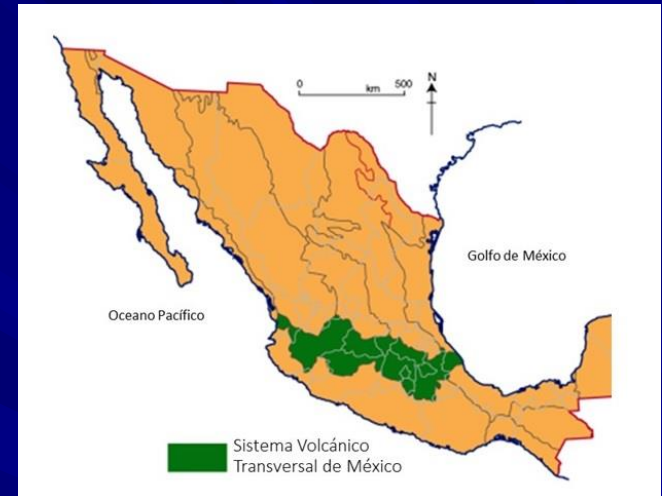 0 500
km
N
Golfo de México
Oceano Pacífico
Sistema Volcánico
Transversal de México